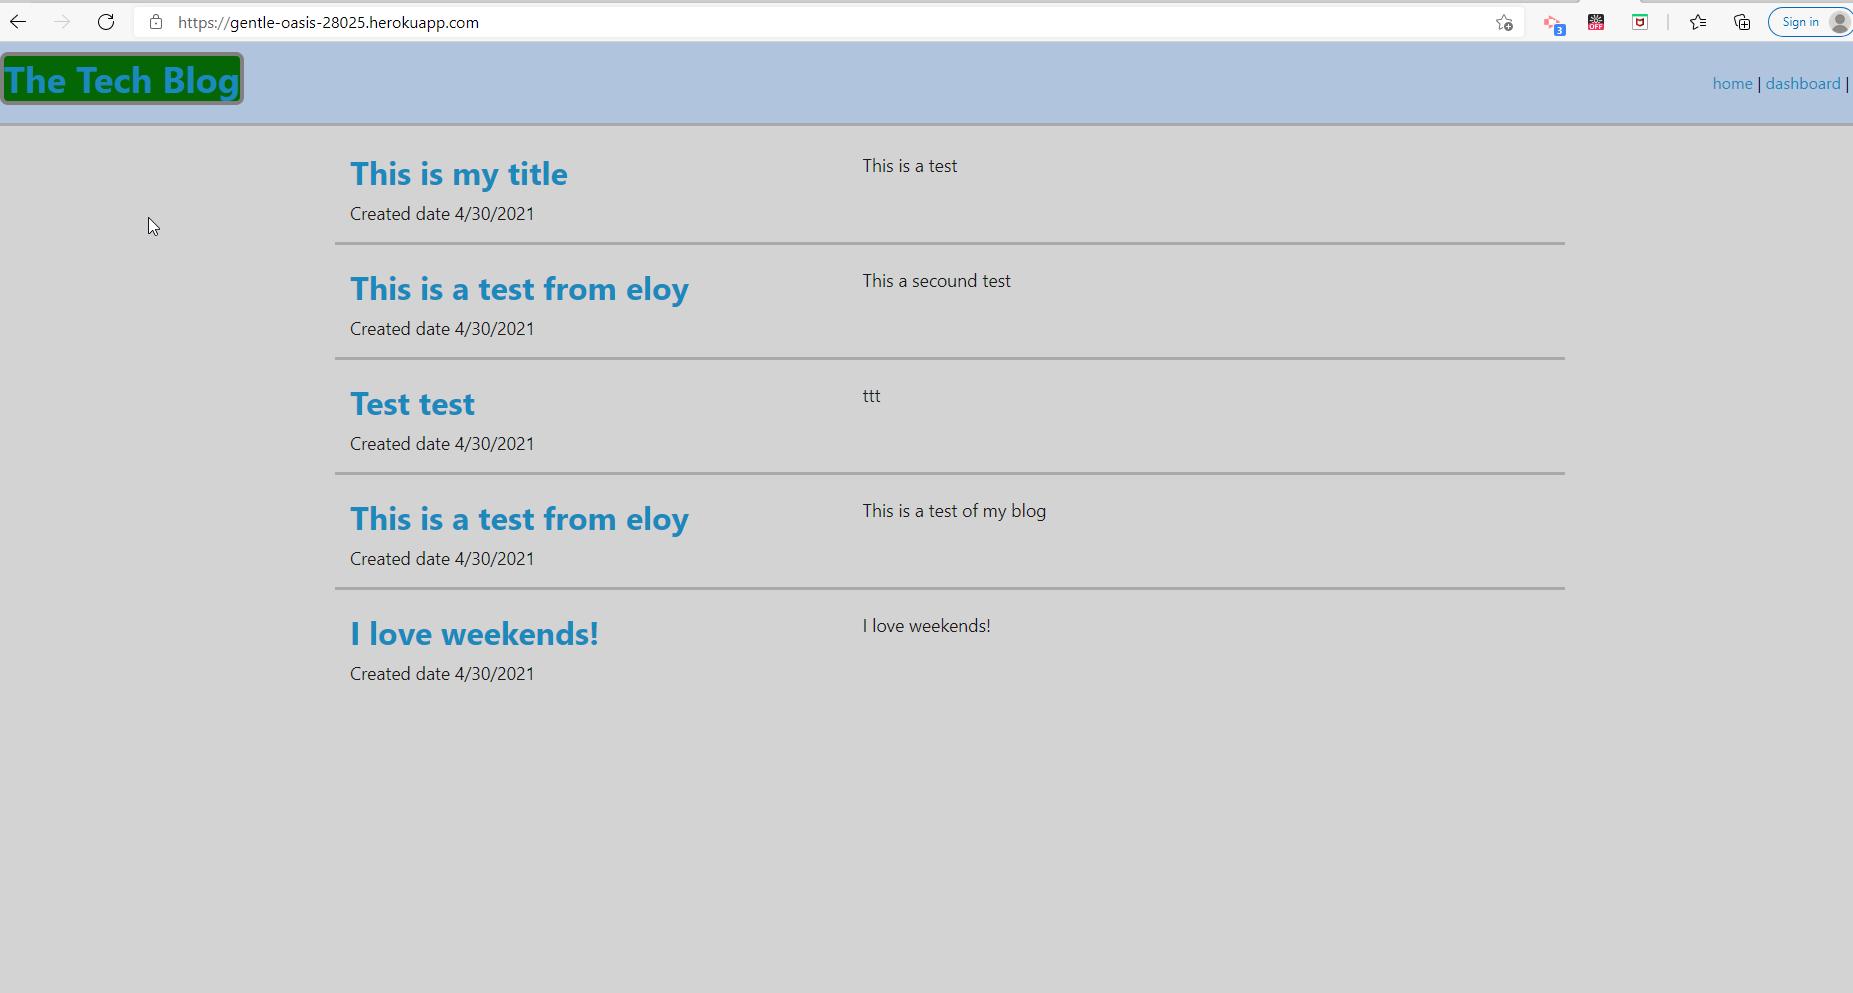 https://gentle-oasis-28025.herokuapp.com
3
OFF
Sign in
The Tech Blog
home | dashboard |
This is my title
This is a test
Created date 4/30/2021
This is a test from eloy
This a secound test
Created date 4/30/2021
Test test
ttt
Created date 4/30/2021
This is a test from eloy
This is a test of my blog
Created date 4/30/2021
I love weekends!
I love weekends!
Created date 4/30/2021